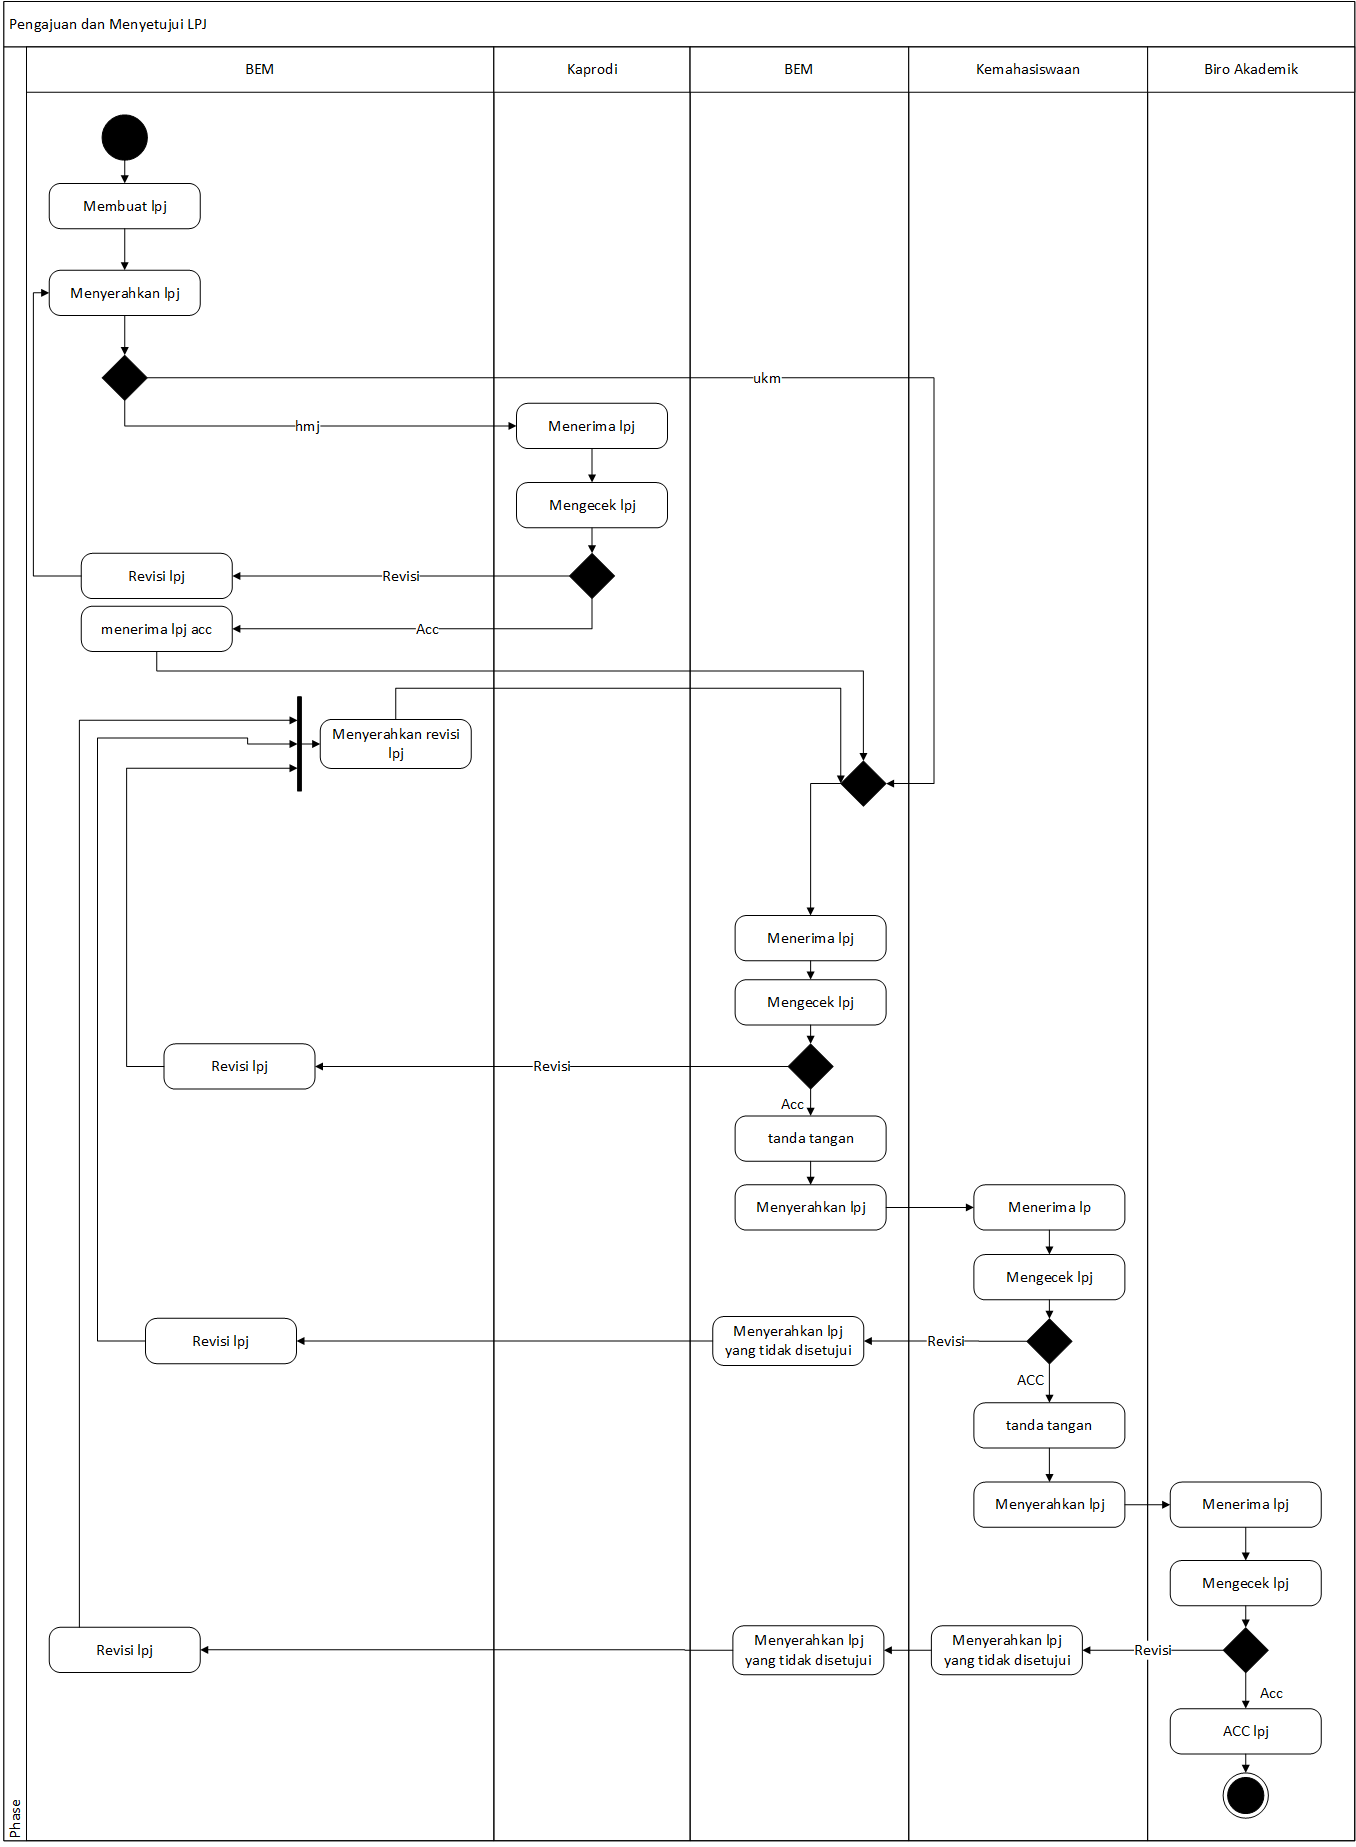 Pengajuan dan Menyetujui LPJ
BEM
Kaprodi
BEM
Kemahasiswaan
Biro Akademik
Membuat lpj
Menyerahkan lpj
ukm
hmj
Menerima lpj
Mengecek lpj
Revisi lpj
Revisi
menerima lpj acc
Acc
Menyerahkan revisi
lpj
Menerima lpj
Mengecek lpj
Revisi lpj
Revisi
Acc
tanda tangan
Menyerahkan lpj
Menerima lp
Mengecek lpj
Revisi lpj
Menyerahkan lpj
yang tidak disetujui
Revisi
ACC
tanda tangan
Menyerahkan lpj
Menerima lpj
Mengecek lpj
Revisi lpj
Menyerahkan lpj
yang tidak disetujui
Menyerahkan lpj
yang tidak disetujui
Revisi
Acc
ACC lpj
Phase